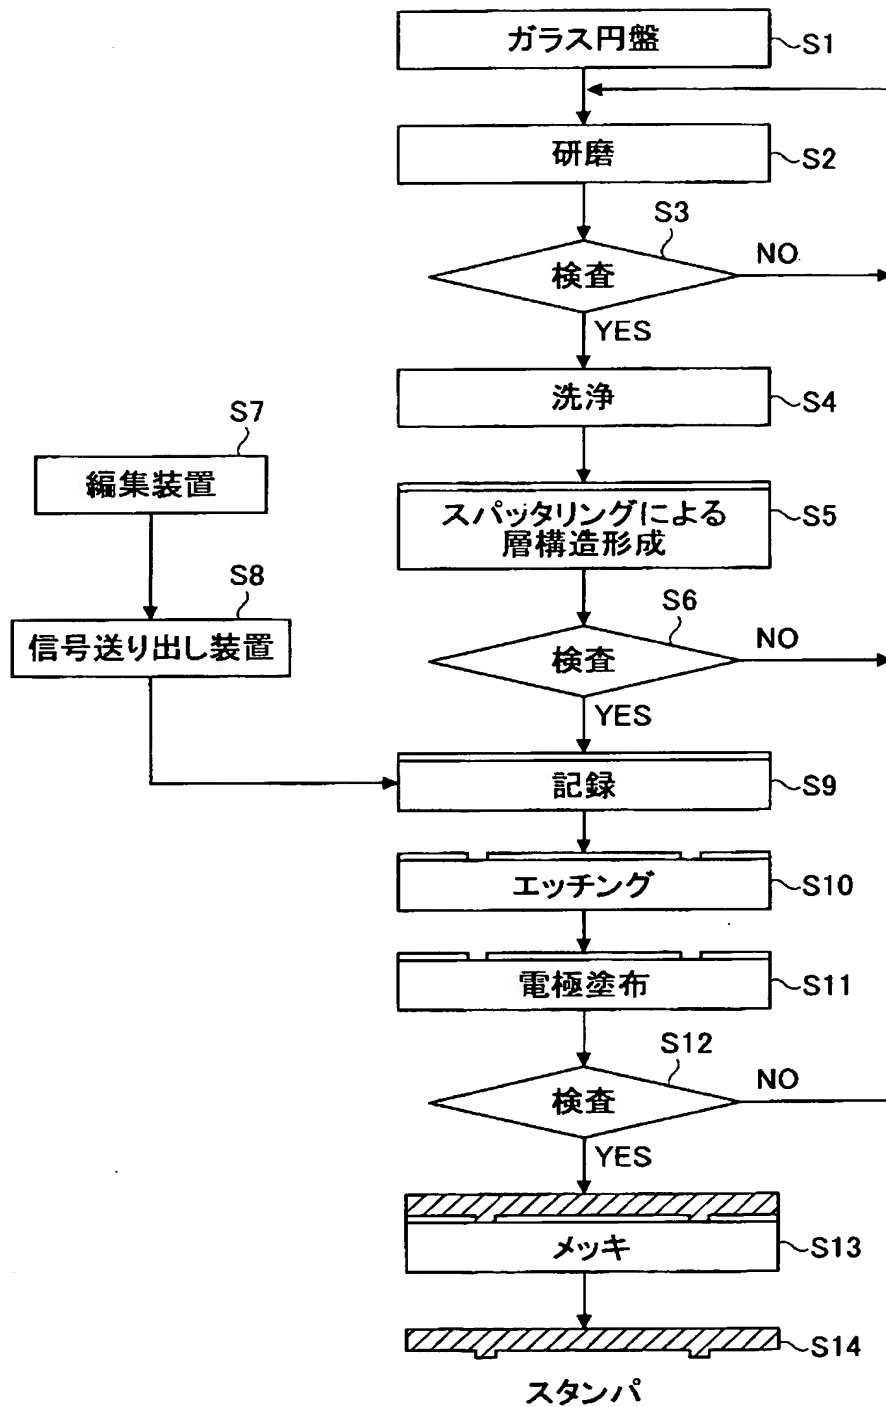 ガラス円盤
S1
研磨
S2
S3
検査
NO
YES
洗浄
S4
S7
編集装置
スパッタリングによる
層構造形成
S5
S8
信号送り出し装置
S6
検査
NO
YES
記録
S9
エッチング
S10
電極塗布
S11
S12
検査
NO
YES
メッキ
S13
S14
スタンパ